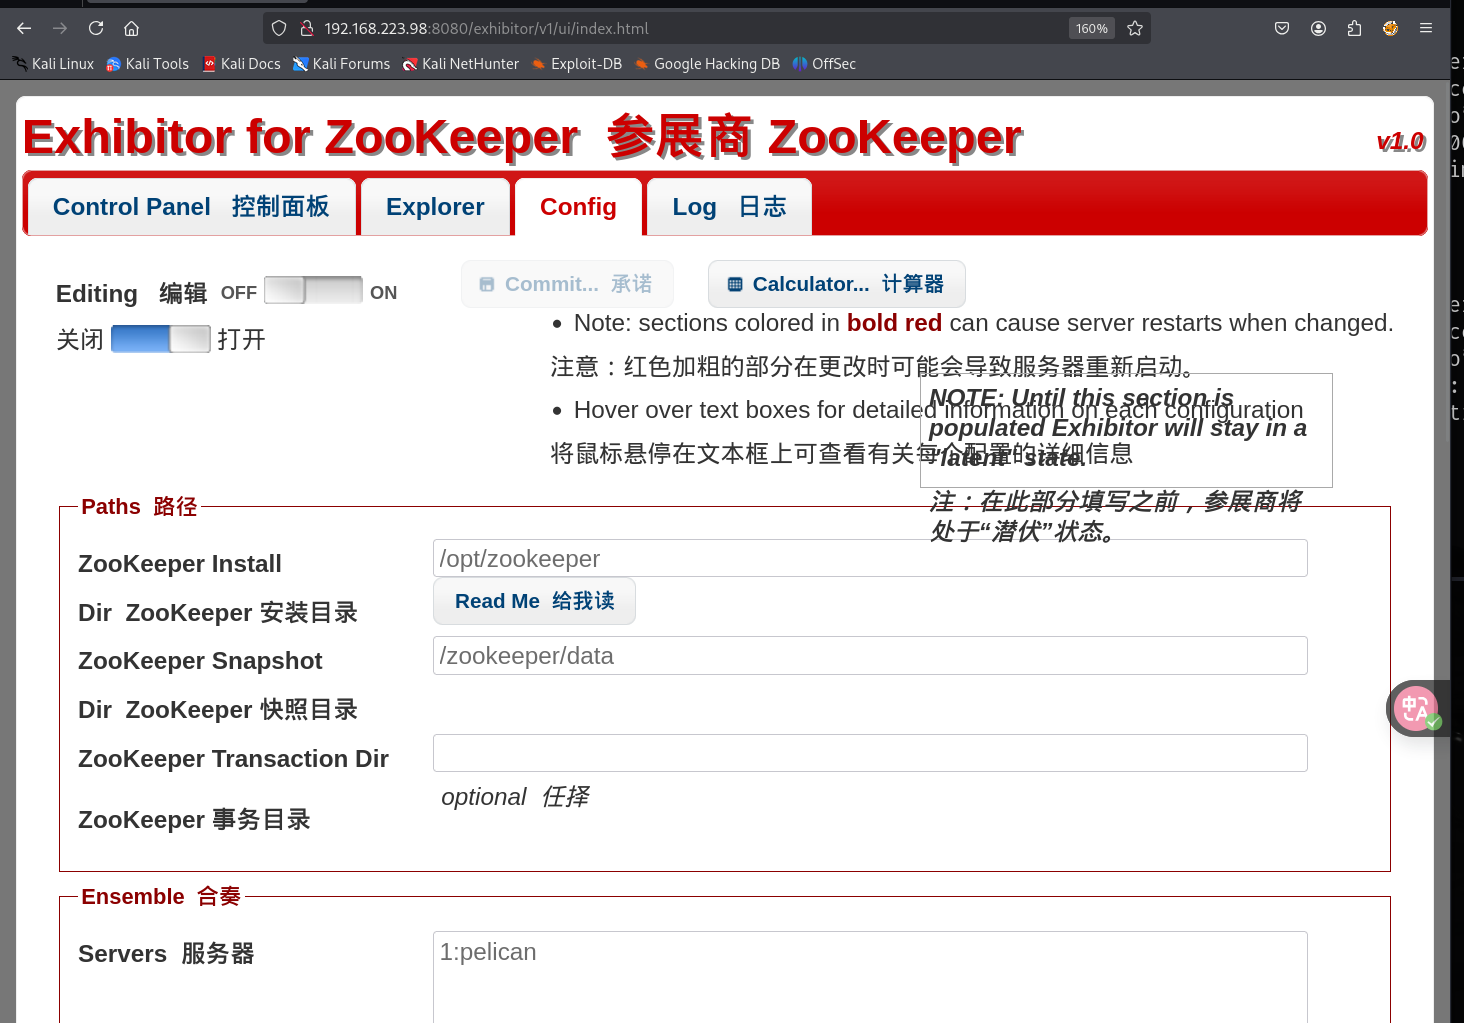 192.168.223.98:8080/exhibitor/v1/ui/index.html
160%
Kali Linux Kali Tools Kali Docs Kali Forums Kali NetHunter Exploit-DB Google Hacking DB OffSec
Exhibitor for ZooKeeper 参展商 ZooKeeper
v1.0
Control Panel 控制面板 Explorer Config Log 日志
Editing 编辑 OFF ON
关闭 打开
Commit... 承诺
Calculator... 计算器
• Note: sections colored in bold red can cause server restarts when changed.
注意：红色加粗的部分在更改时可能会导致服务器重新启动。
• Hover over text boxes for detailed information on each configuration
将鼠标悬停在文本框上可查看有关每个配置的详细信息
NOTE: Until this section is
populated Exhibitor will stay in a
"latent" state.
注：在此部分填写之前，参展商将
处于“潜伏”状态。
Paths 路径
ZooKeeper Install
Dir ZooKeeper 安装目录
/opt/zookeeper
Read Me 给我读
ZooKeeper Snapshot
Dir ZooKeeper 快照目录
/zookeeper/data
ZooKeeper Transaction Dir
ZooKeeper 事务目录
optional 任择
Ensemble 合奏
Servers 服务器
1:pelican
中A